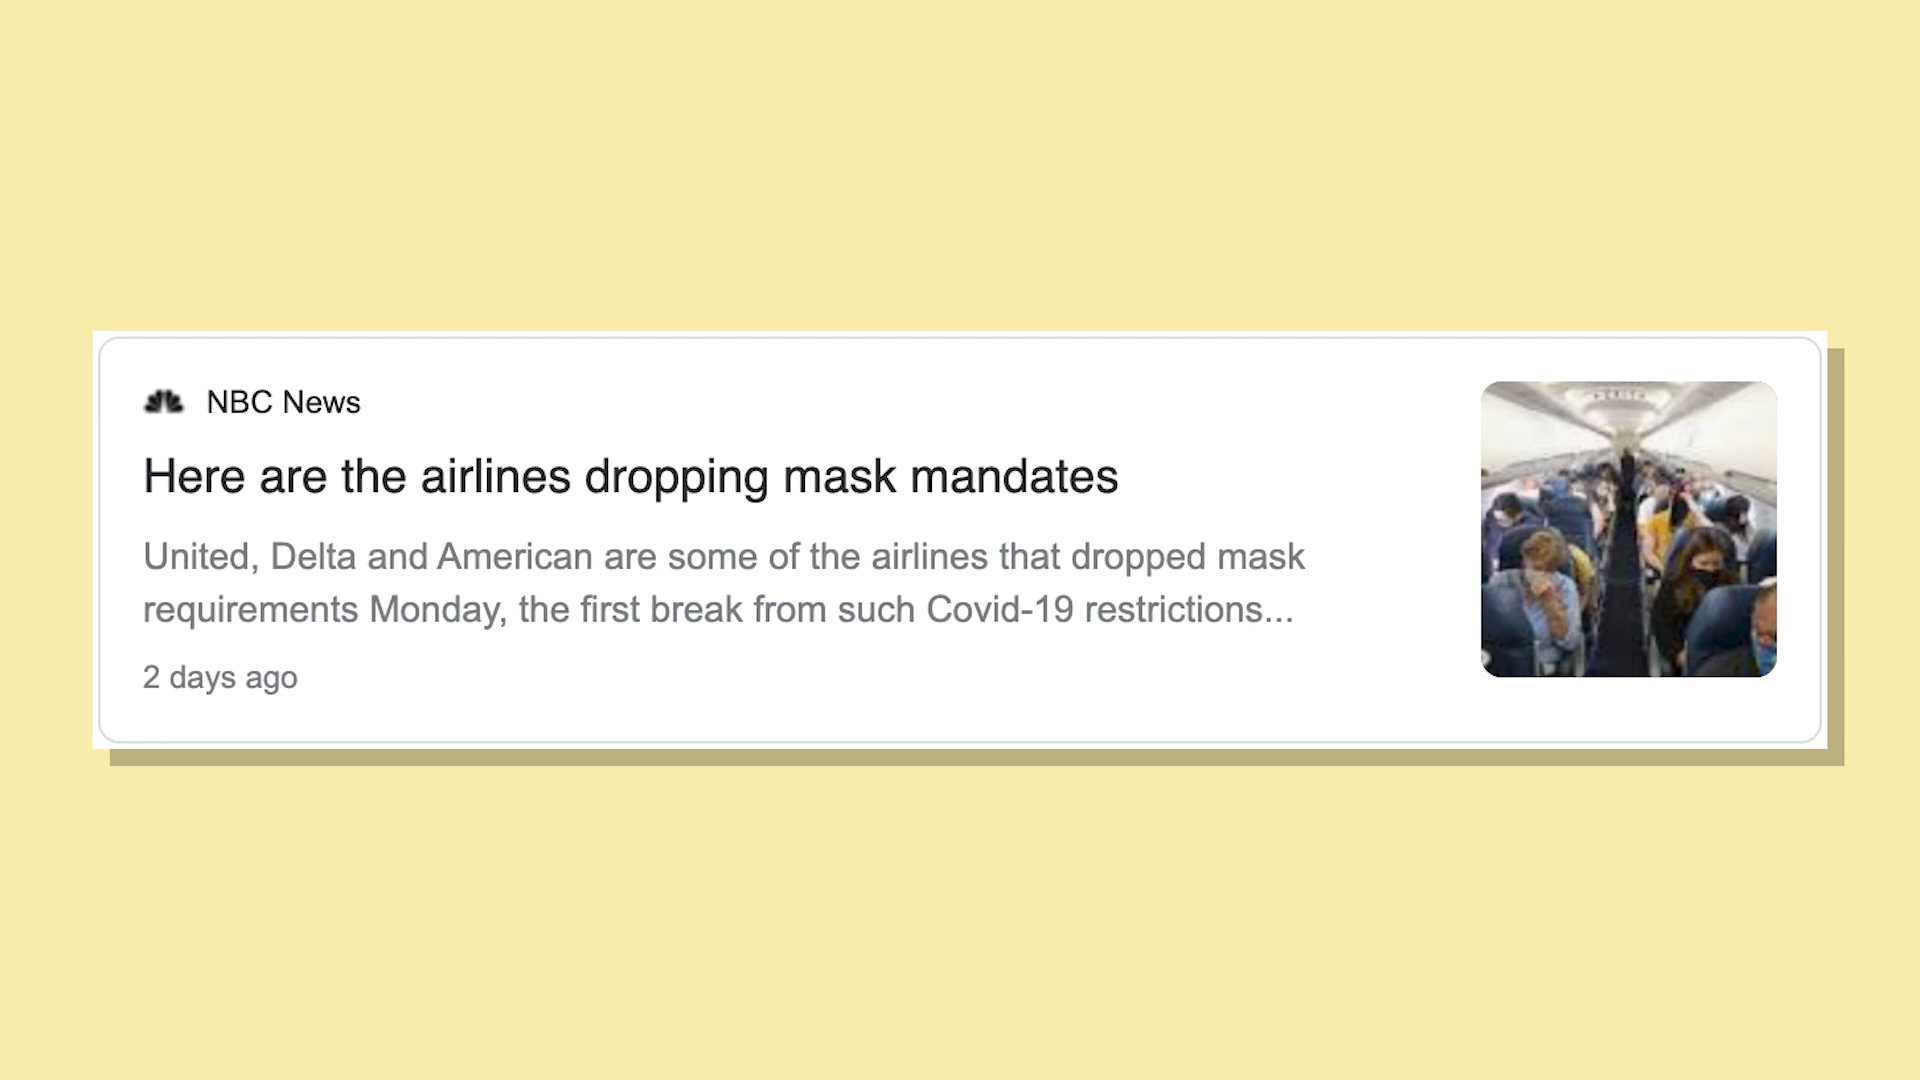 NBC News
Here are the airlines dropping mask mandates
United, Delta and American are some of the airlines that dropped mask
requirements Monday, the first break from such Covid-19 restrictions...
2 days ago